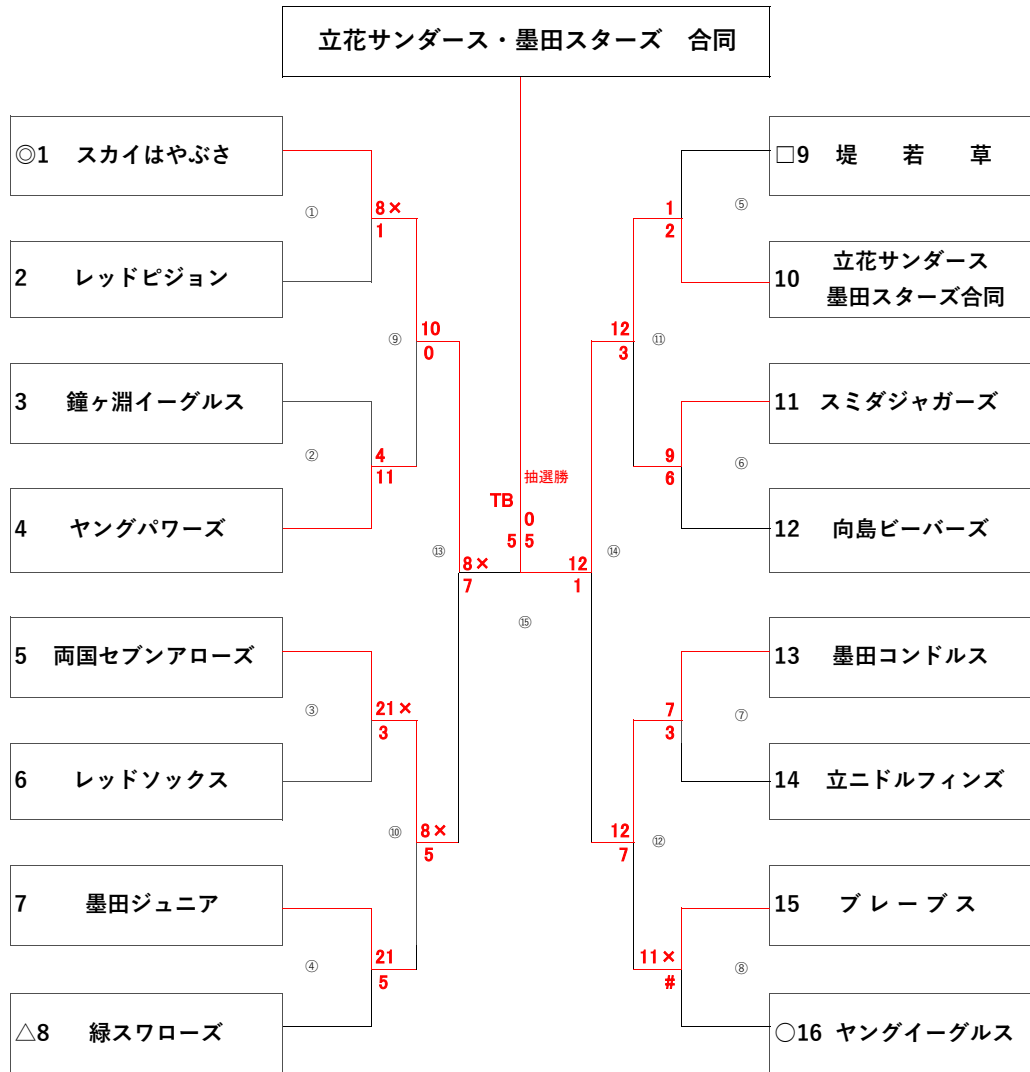 立花サンダース・墨田スターズ　合同
◎1 スカイはやぶさ
①
8×
1
2 レッドピジョン
⑨
10
0
3 鐘ヶ淵イーグルス
②
4
11
4 ヤングパワーズ
⑬
8×
7
5 両国セブンアローズ
③
21×
3
6 レッドソックス
⑩
8×
5
7 墨田ジュニア
④
21
5
△8 緑スワローズ
抽選勝
TB
0
5 5
⑮
□9 堤　若　草
⑤
1
2
10 立花サンダース
墨田スターズ合同
12
3
⑪
11 スミダジャガーズ
⑥
9
6
12 向島ビーバーズ
⑭
12
1
13 墨田コンドルス
⑦
7
3
14 立ニドルフィンズ
12
7
⑫
15 ブレーブス
11×
#
⑧
○16 ヤングイーグルス